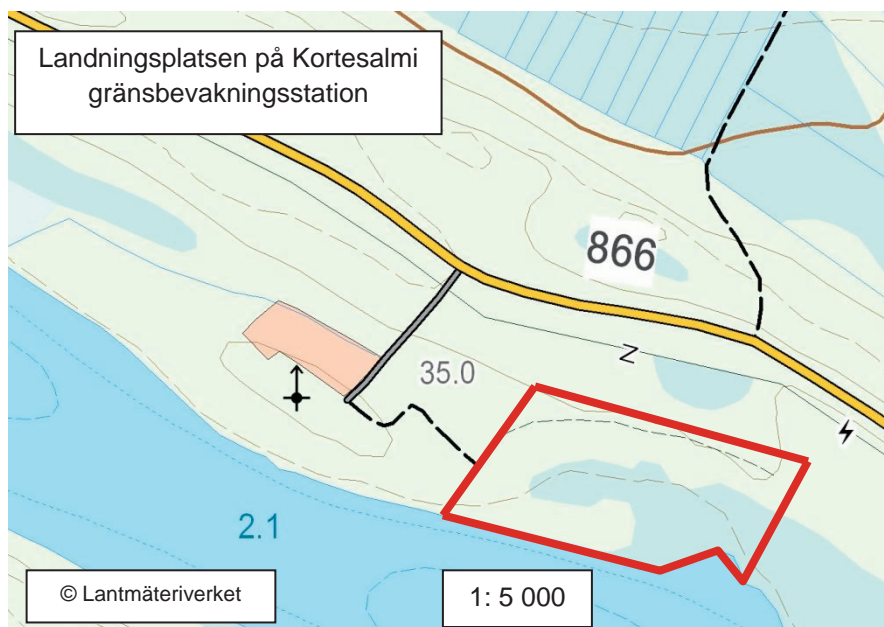 Landningsplatsen på Kortesalmi
gränsbevakningsstation
866
35.0
2.1
© Lantmäteriverket
1: 5 000